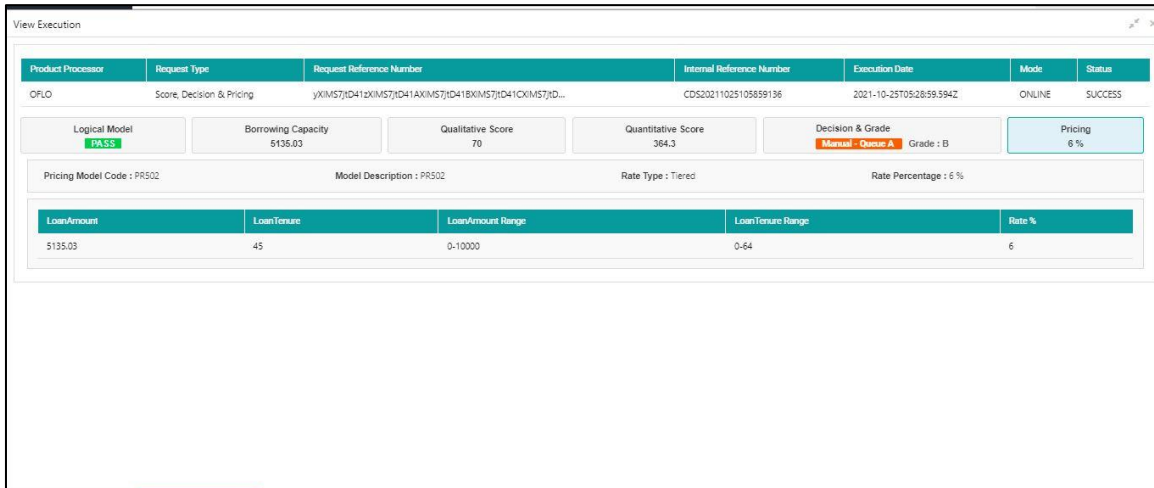 View Execution
Product Processor Request Type Request Reference Number Internal Reference Number Execution Date Mode Status
OFLO Score, Decision & Pricing yXIMS7JtD41zXIMS7JtD41AXIMS7JtD41BXIMS7JtD41CXIMS7JtD... CDS20211025105859136 2021-10-25T05:28:59.594Z ONLINE SUCCESS
Logical Model Borrowing Capacity Qualitative Score Quantitative Score Decision & Grade Pricing
PASS 5135.03 70 364.3 Manual - Queue A Grade : B 6 %
Pricing Model Code : PR502 Model Description : PR502 Rate Type : Tiered Rate Percentage : 6 %
LoanAmount LoanTenure LoanAmount Range LoanTenure Range Rate %
5135.03 45 0-10000 0-64 6